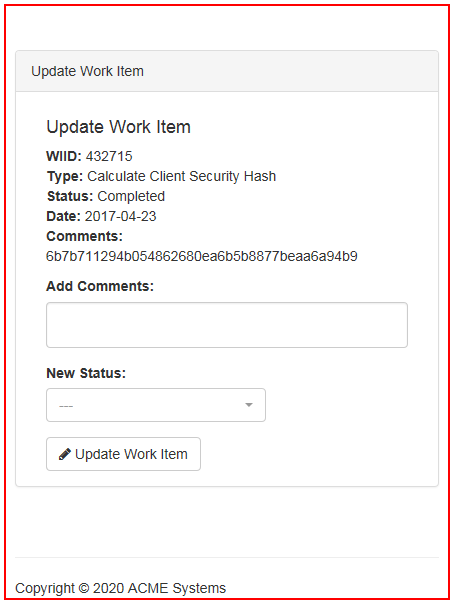 Update Work Item
Update Work Item
WIID: 432715
Type: Calculate Client Security Hash
Status: Completed
Date: 2017-04-23
Comments:
6b7b711294b054862680ea6b5b8877beaa6a94b9
Add Comments:
New Status:
---
Update Work Item
Copyright © 2020 ACME Systems